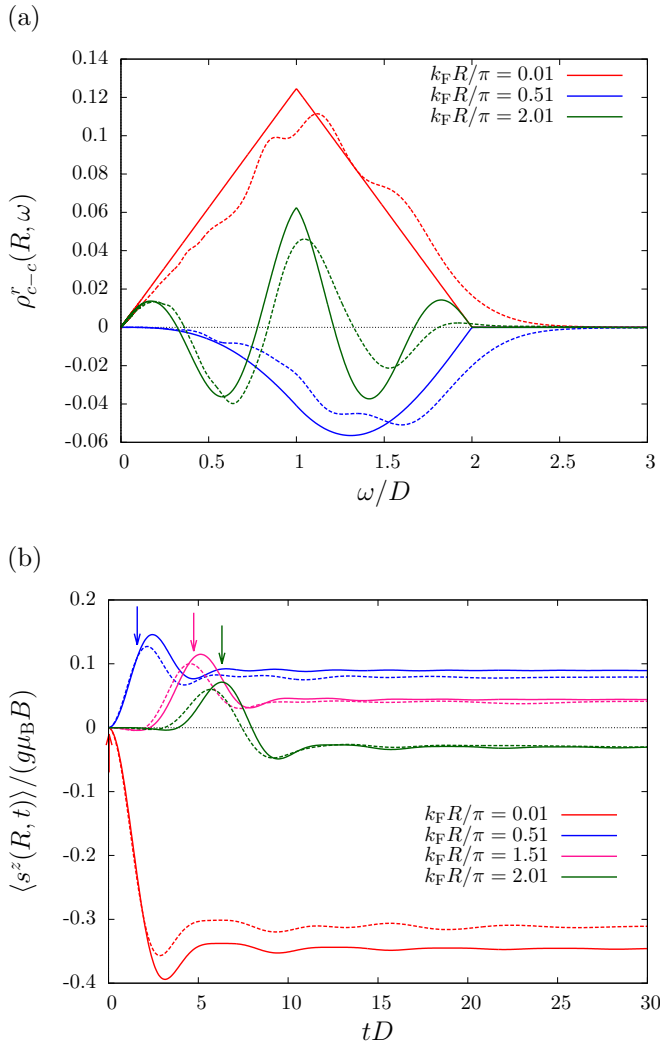 (a)
0.14
0.12
0.1
0.08
0.06
0.04
0.02
0
-0.02
-0.04
-0.06
ρ^r_{c−c}(R, ω)
k_F R/π = 0.01
k_F R/π = 0.51
k_F R/π = 2.01
0 0.5 1 1.5 2 2.5 3
ω/D
(b)
0.2
0.1
0
-0.1
-0.2
-0.3
-0.4
⟨s^z(R, t)⟩/(gμ_B B)
k_F R/π = 0.01
k_F R/π = 0.51
k_F R/π = 1.51
k_F R/π = 2.01
0 5 10 15 20 25 30
tD